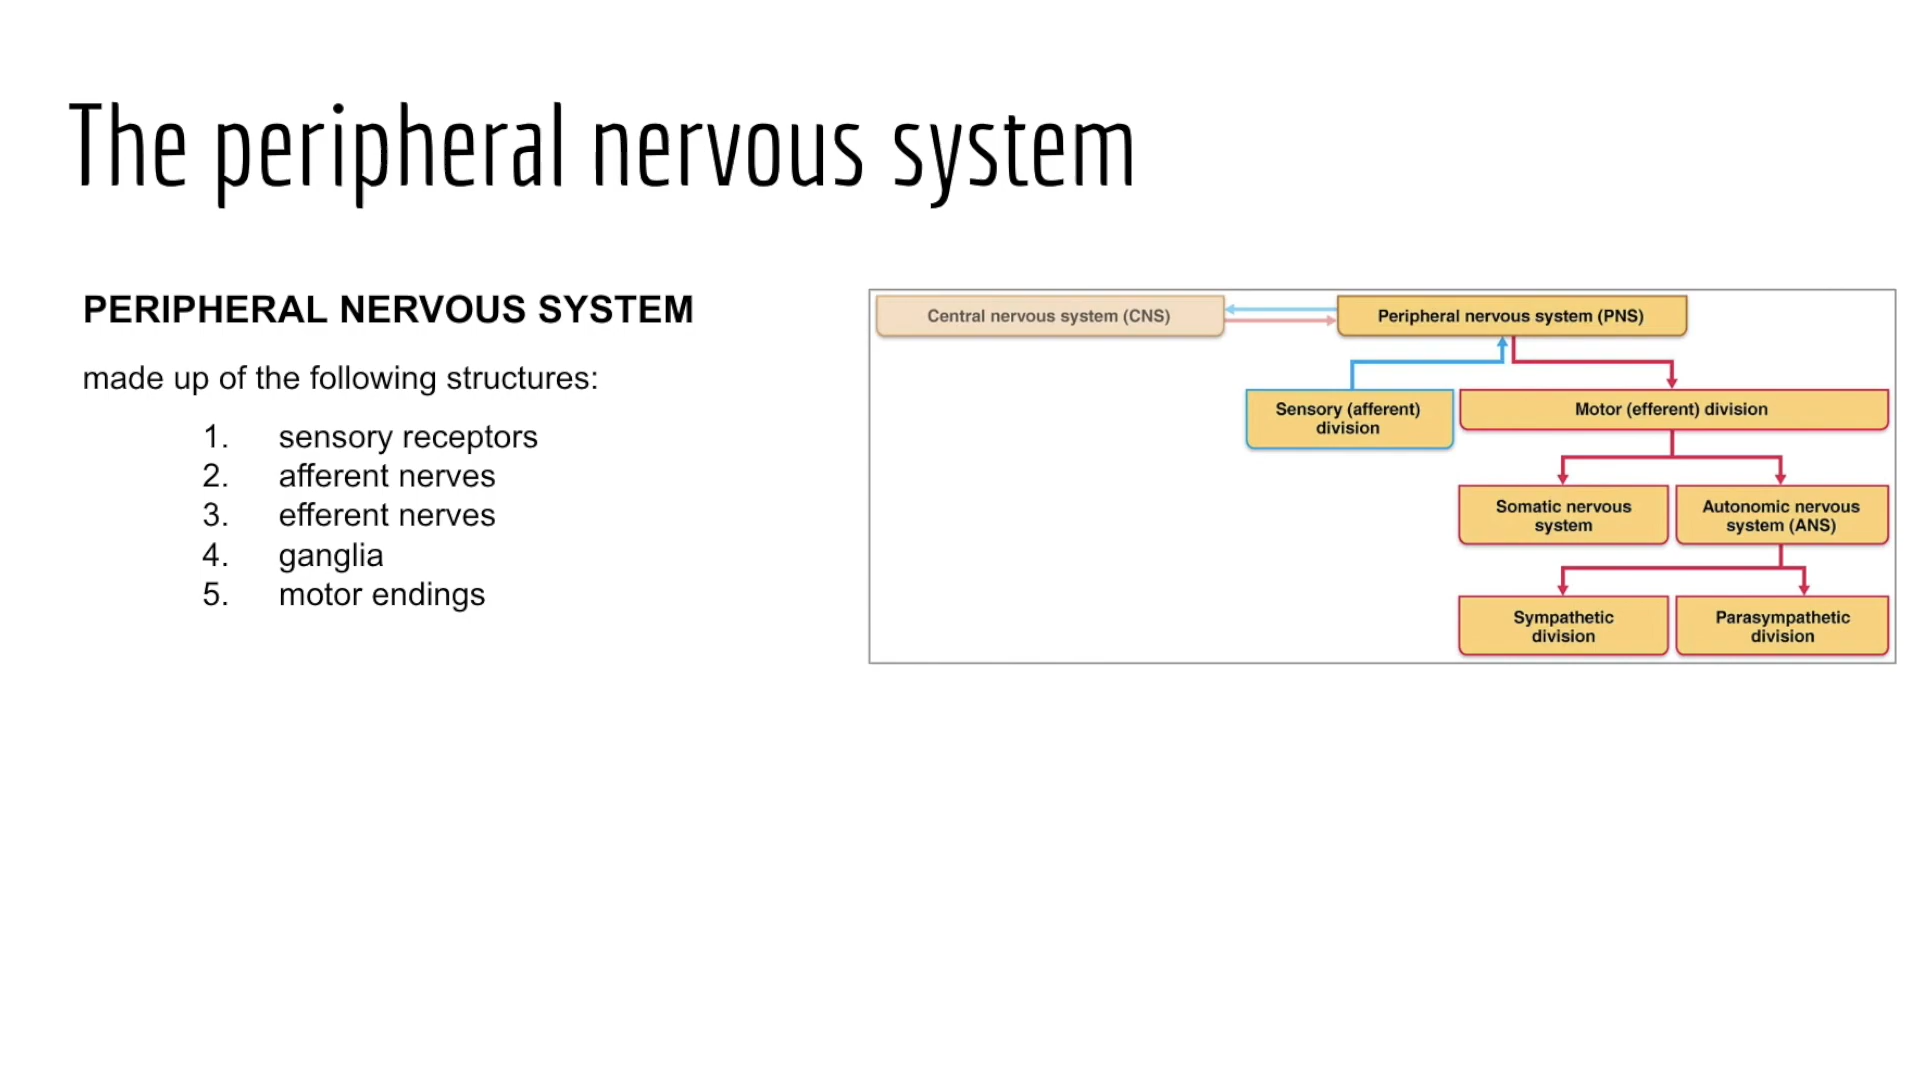 The peripheral nervous system
PERIPHERAL NERVOUS SYSTEM
made up of the following structures:
1. sensory receptors
2. afferent nerves
3. efferent nerves
4. ganglia
5. motor endings
Central nervous system (CNS)
Peripheral nervous system (PNS)
Sensory (afferent)
division
Motor (efferent) division
Somatic nervous
system
Autonomic nervous
system (ANS)
Sympathetic
division
Parasympathetic
division